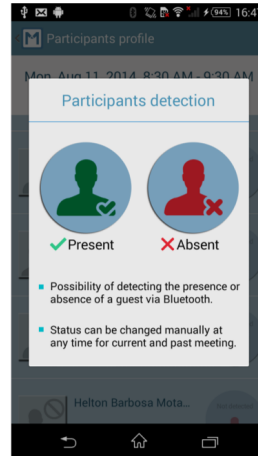 94% 16:4
Participants profile
Mon, Aug 11, 2014, 8:30 AM - 9:30 AM
Participants detection
Present
Absent
Possibility of detecting the presence or
absence of a guest via Bluetooth.
Status can be changed manually at
any time for current and past meeting.
Helton Barbosa Mota...